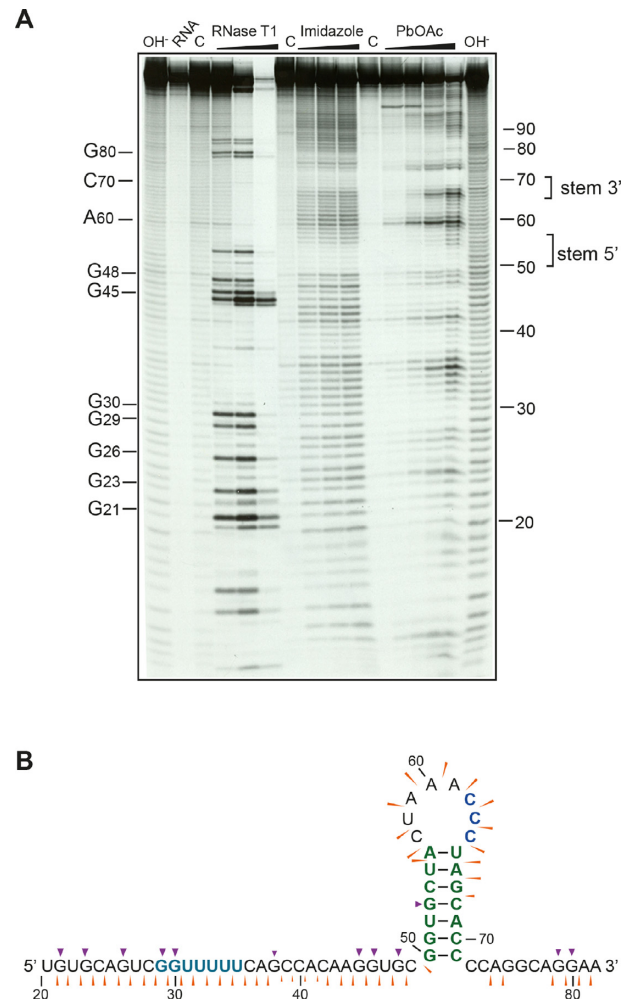 A
OH- RNA C RNase T1 C Imidazole C PbOAc OH-
G80
C70
A60
G48
G45
G30
G29
G26
G23
G21
90
80
70
60
50
40
30
20
stem 3'
stem 5'
B
60
A A
A C
U C
C C
A–U
U–A
C–G
G–C
U–A
50 G–C 70
G–C
5' UGUGCAGUCGGUUUUUCAGCCACAAGGUGC CCAGGCAGGAA 3'
20 30 40 80